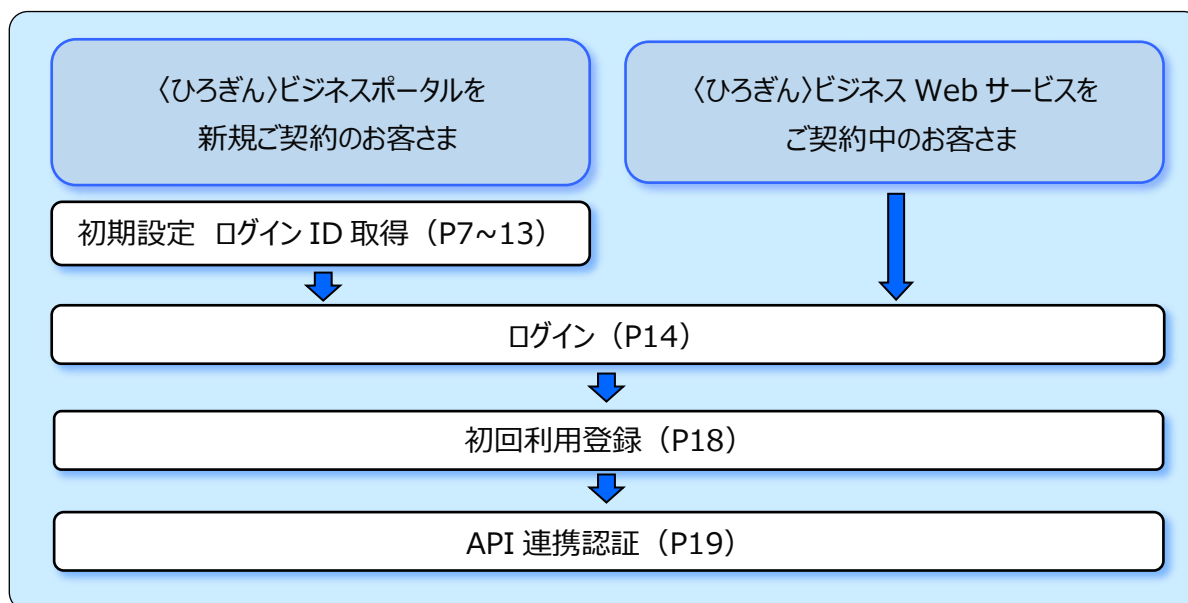 〈ひろぎん〉ビジネスポータルを
新規ご契約のお客さま
〈ひろぎん〉ビジネス Web サービスを
ご契約中のお客さま
初期設定 ログイン ID 取得（P7~13）
ログイン（P14）
初回利用登録（P18）
API 連携認証（P19）